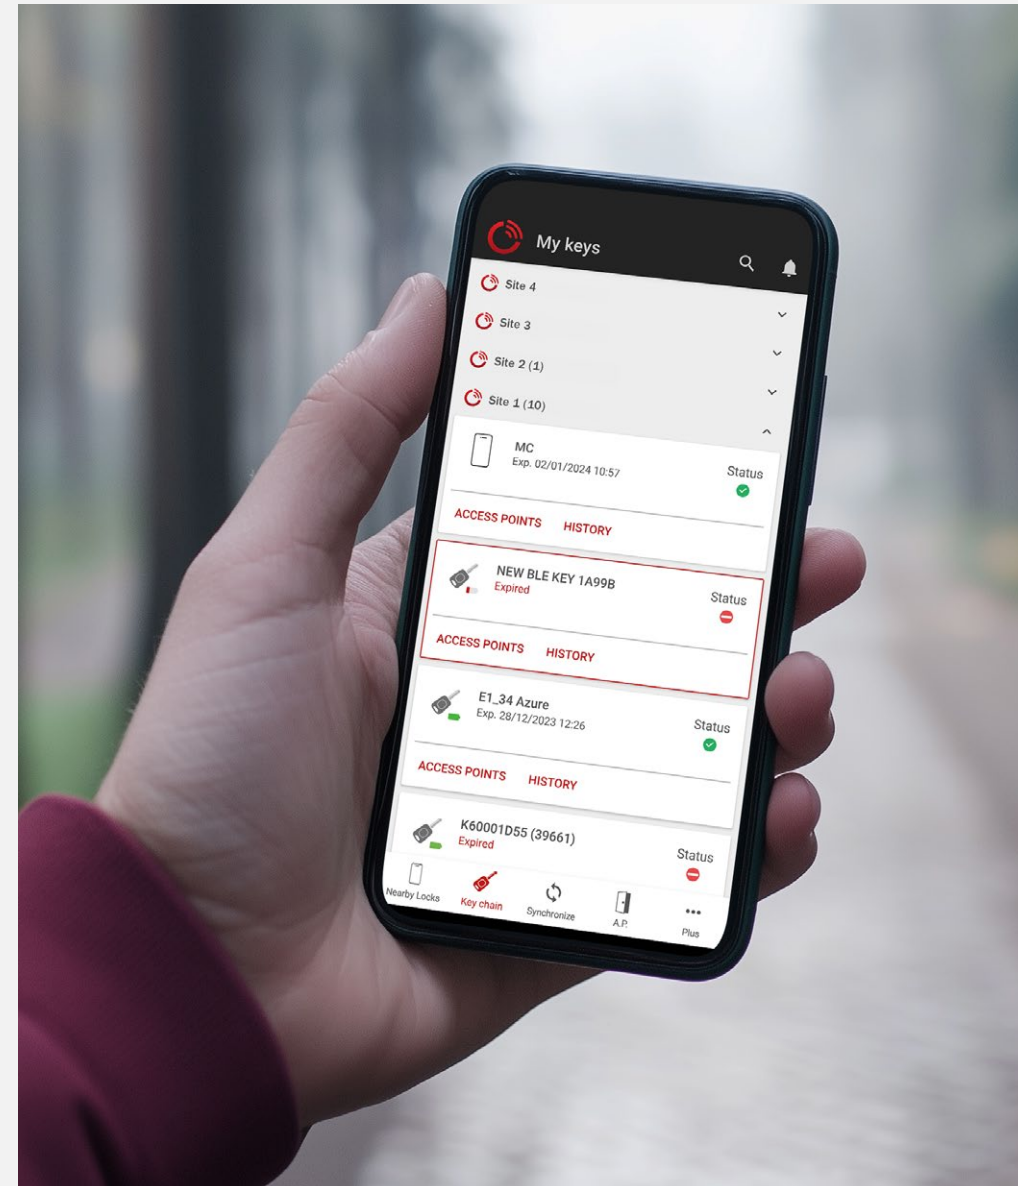 My keys
Site 4
Site 3
Site 2 (1)
Site 1 (10)
MC
Exp. 02/01/2024 10:57
Status
ACCESS POINTS HISTORY
NEW BLE KEY 1A99B
Expired
Status
ACCESS POINTS HISTORY
E1_34 Azure
Exp. 28/12/2023 12:26
Status
ACCESS POINTS HISTORY
K60001D55 (39661)
Expired
Status
Nearby Locks Key chain Synchronize A.P. Plus